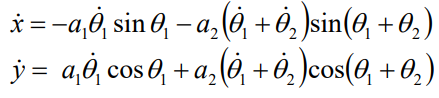 ẋ = −a₁θ̇₁ sin θ₁ − a₂(θ̇₁ + θ̇₂)sin(θ₁ + θ₂)
ẏ = a₁θ̇₁ cos θ₁ + a₂(θ̇₁ + θ̇₂)cos(θ₁ + θ₂)